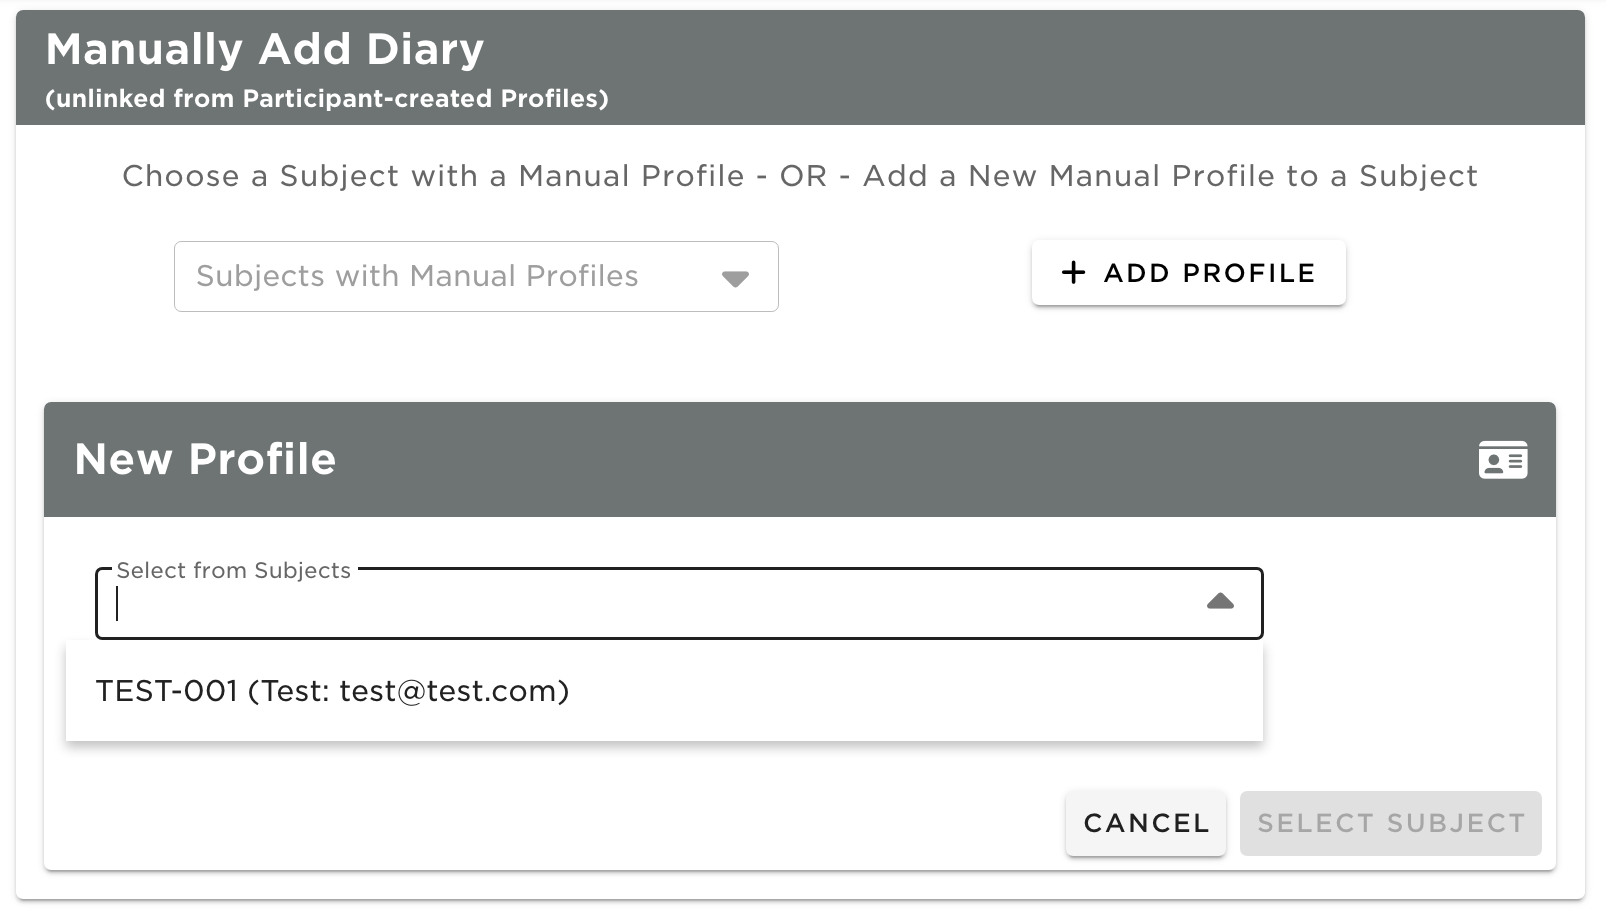 Manually Add Diary
(unlinked from Participant-created Profiles)
Choose a Subject with a Manual Profile - OR - Add a New Manual Profile to a Subject
Subjects with Manual Profiles
+ ADD PROFILE
New Profile
Select from Subjects
TEST-001 (Test: test@test.com)
CANCEL
SELECT SUBJECT